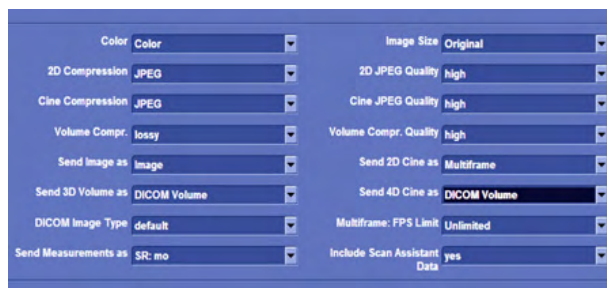 Color Color Image Size Original
2D Compression JPEG 2D JPEG Quality high
Cine Compression JPEG Cine JPEG Quality high
Volume Compr. lossy Volume Compr. Quality high
Send Image as Image Send 2D Cine as Multiframe
Send 3D Volume as DICOM Volume Send 4D Cine as DICOM Volume
DICOM Image Type default Multiframe: FPS Limit Unlimited
Send Measurements as SR: mo Include Scan Assistant yes
Data